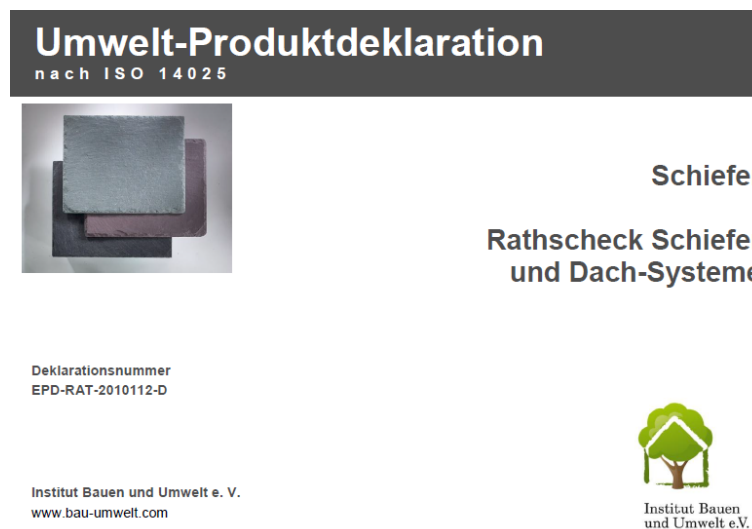 Umwelt-Produktdeklaration
nach ISO 14025
Schiefe
Rathscheck Schiefe
und Dach-Systeme
Deklarationsnummer
EPD-RAT-2010112-D
Institut Bauen und Umwelt e. V.
www.bau-umwelt.com
Institut Bauen
und Umwelt e.V.